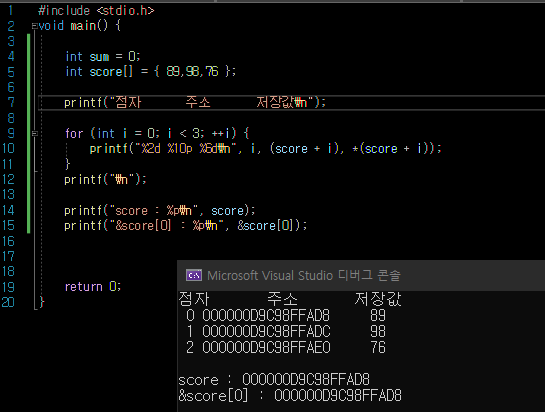 1 #include <stdio.h>
2 void main() {
3
4 int sum = 0;
5 int score[] = { 89,98,76 };
6
7 printf("점자 주소 저장값₩n");
8
9 for (int i = 0; i < 3; ++i) {
10 printf("%2d %10p %6d₩n", i, (score + i), *(score + i));
11 }
12 printf("₩n");
13
14 printf("score : %p₩n", score);
15 printf("&score[0] : %p₩n", &score[0]);
16
17
18
19 return 0;
20 }
Microsoft Visual Studio 디버그 콘솔
점자 주소 저장값
0 000000D9C98FFAD8 89
1 000000D9C98FFADC 98
2 000000D9C98FFAE0 76
score : 000000D9C98FFAD8
&score[0] : 000000D9C98FFAD8